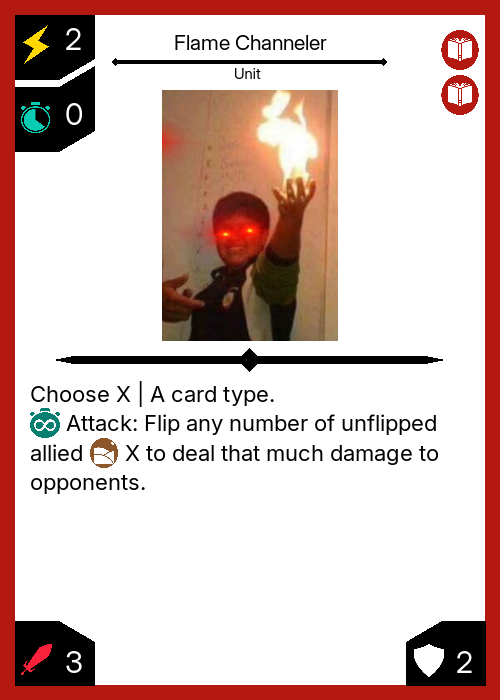 2
Flame Channeler
Unit
0
Choose X | A card type.
Attack: Flip any number of unflipped
allied X to deal that much damage to
opponents.
3
2